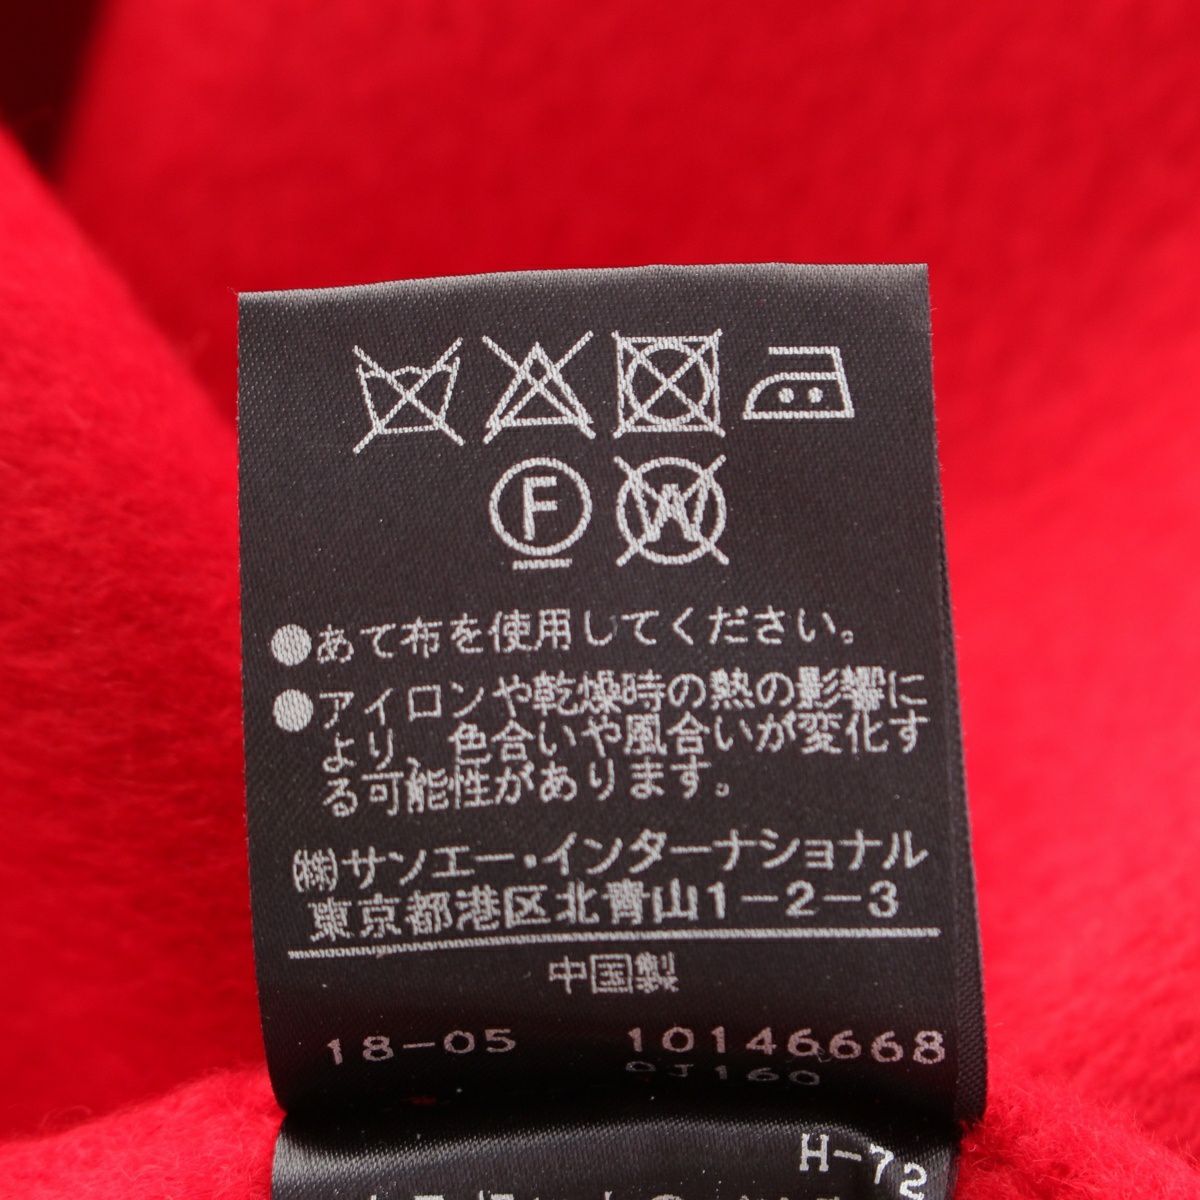 F W
●あて布を使用してください。
●アイロンや乾燥時の熱の影響に
より、色合いや風合いが変化す
る可能性があります。
㈱サンエー・インターナショナル
東京都港区北青山1-2-3
中国製
18-05 10146668
DJ160
H-72